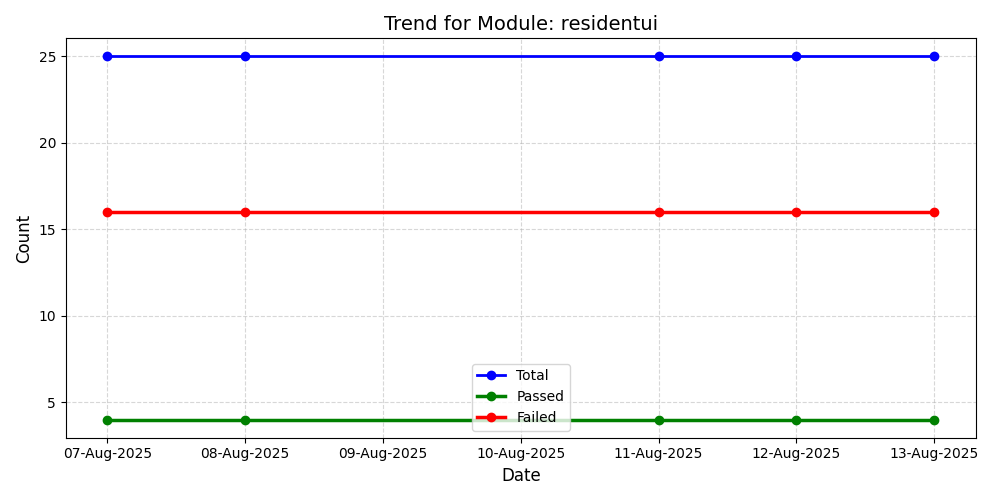 Trend for Module: residentui
Count
25
20
15
10
5
Total
Passed
Failed
07-Aug-2025 08-Aug-2025 09-Aug-2025 10-Aug-2025 11-Aug-2025 12-Aug-2025 13-Aug-2025
Date